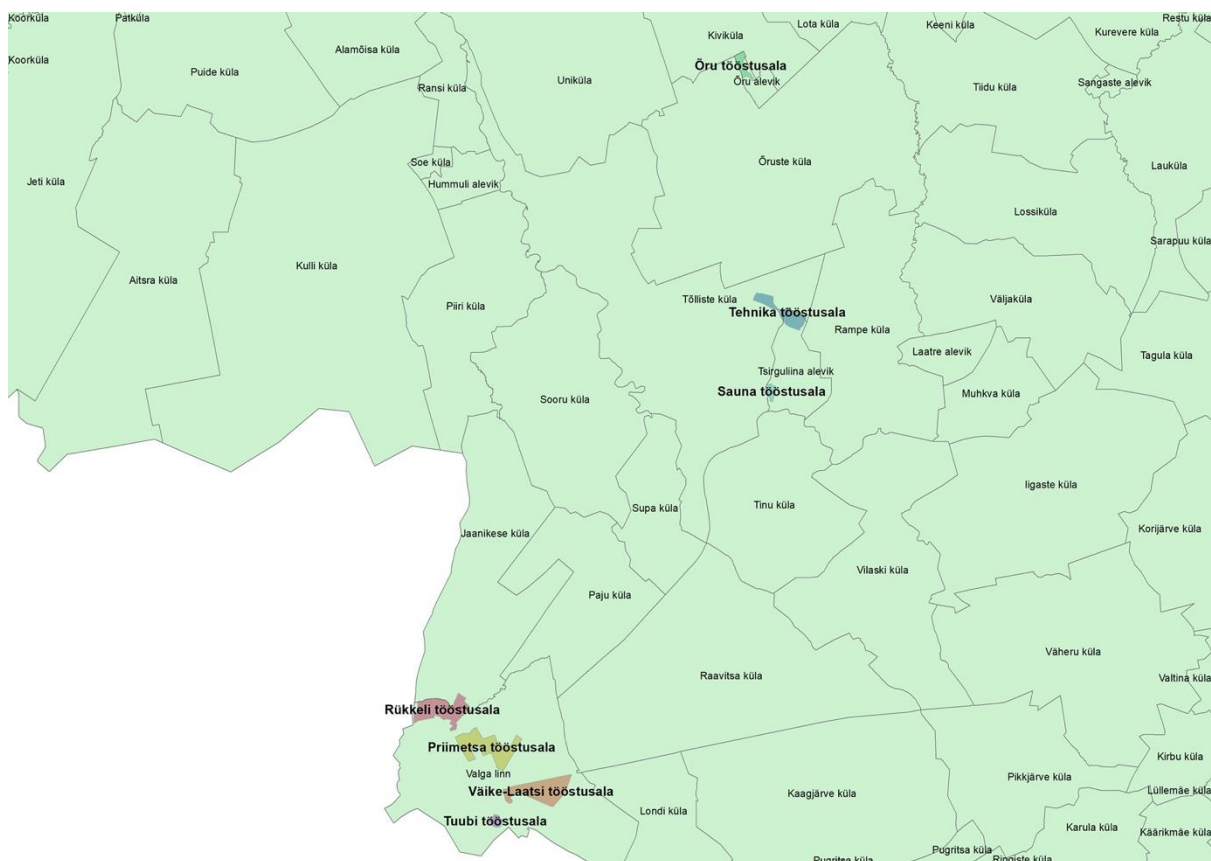 Koorküla
Patküla
Lota küla
Keeni küla
Restu küla
Kiviküla
Kurevere küla
Alamõisa küla
Koorküla
Puide küla
Uniküla
Õru tööstusala
Õru alevik
Sangaste alevik
Ransi küla
Tiidu küla
Soe küla
Õruste küla
Lauküla
Jeti küla
Hummuli alevik
Lossiküla
Sarapuu küla
Kulli küla
Aitsra küla
Tõlliste küla
Väljaküla
Piiri küla
Tehnika tööstusala
Rampe küla
Laatre alevik
Tagula küla
Tsirguliina alevik
Sooru küla
Sauna tööstusala
Muhkva küla
Iigaste küla
Supa küla
Tinu küla
Jaanikese küla
Korijärve küla
Vilaski küla
Paju küla
Väheru küla
Raavitsa küla
Valtina küla
Rükkeli tööstusala
Priimetsa tööstusala
Kirbu küla
Valga linn
Pikkjärve küla
Väike-Laatsi tööstusala
Kaagjärve küla
Lüllemäe küla
Londi küla
Tuubi tööstusala
Karula küla
Käärikmäe küla
Pugritsa küla
Pugritsa küla
Ringiste küla